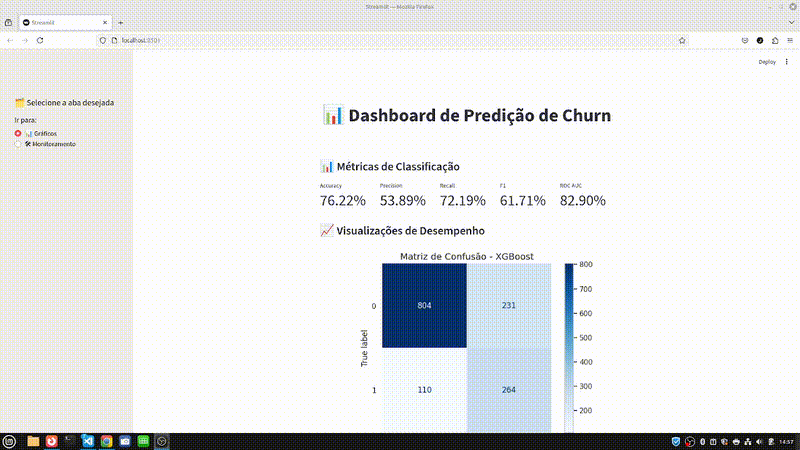 Streamlit — Mozilla Firefox
Streamlit
localhost:8501
Deploy
Selecione a aba desejada
Ir para:
Gráficos
Monitoramento
Dashboard de Predição de Churn
Métricas de Classificação
Accuracy Precision Recall F1 ROC AUC
76.22% 53.89% 72.19% 61.71% 82.90%
Visualizações de Desempenho
Matriz de Confusão - XGBoost
800
700
600
500
400
300
200
0 804 231
True label
1 110 264
14:57